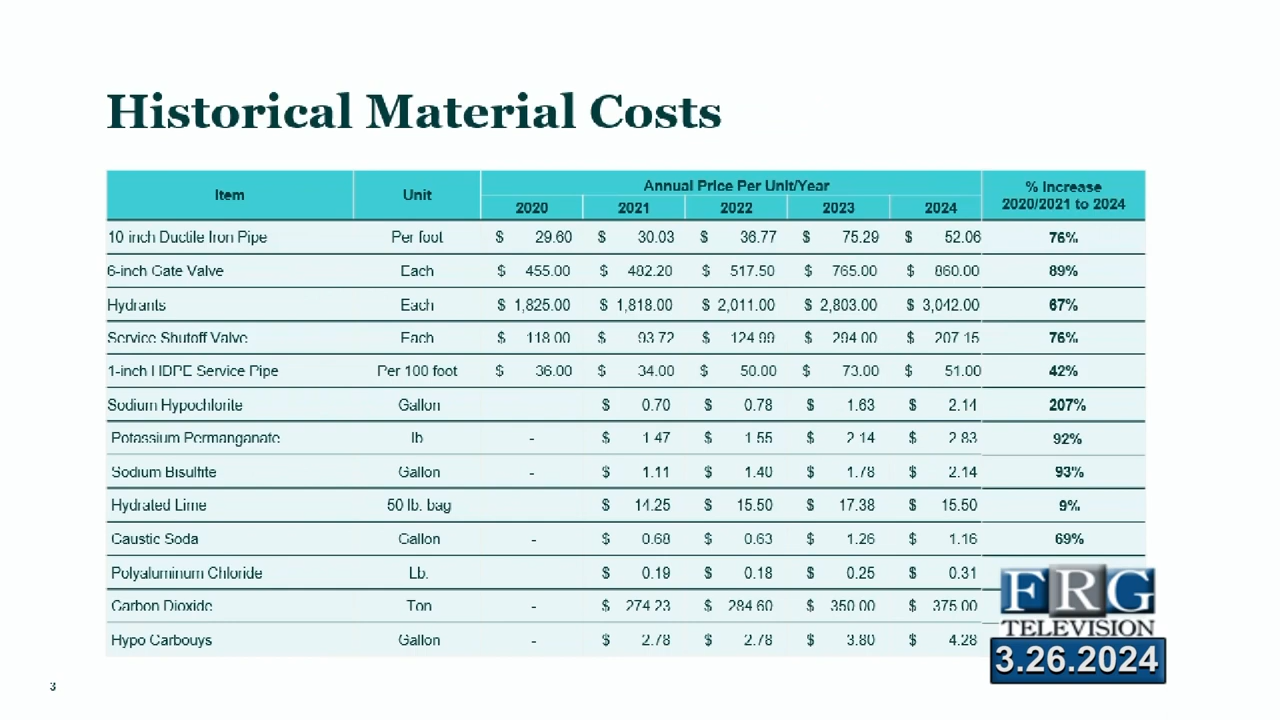 Historical Material Costs
Item Unit Annual Price Per Unit/Year % Increase 2020/2021 to 2024
2020 2021 2022 2023 2024
10 inch Ductile Iron Pipe Per foot $ 29.60 $ 30.03 $ 36.77 $ 75.29 $ 52.06 76%
6-inch Gate Valve Each $ 455.00 $ 482.20 $ 517.50 $ 765.00 $ 860.00 89%
Hydrants Each $ 1,825.00 $ 1,818.00 $ 2,011.00 $ 2,803.00 $ 3,042.00 67%
Service Shutoff Valve Each $ 118.00 $ 93.72 $ 124.99 $ 294.00 $ 207.15 76%
1-inch HDPE Service Pipe Per 100 foot $ 36.00 $ 34.00 $ 50.00 $ 73.00 $ 51.00 42%
Sodium Hypochlorite Gallon $ 0.70 $ 0.78 $ 1.63 $ 2.14 207%
Potassium Permanganate lb - $ 1.47 $ 1.55 $ 2.14 $ 2.83 92%
Sodium Bisulfite Gallon - $ 1.11 $ 1.40 $ 1.78 $ 2.14 93%
Hydrated Lime 50 lb. bag $ 14.25 $ 15.50 $ 17.38 $ 15.50 9%
Caustic Soda Gallon - $ 0.68 $ 0.63 $ 1.26 $ 1.16 69%
Polyaluminum Chloride Lb. $ 0.19 $ 0.18 $ 0.25 $ 0.31
Carbon Dioxide Ton - $ 274.23 $ 284.60 $ 350.00 $ 375.00
Hypo Carbouys Gallon - $ 2.78 $ 2.78 $ 3.80 $ 4.28
FRG
TELEVISION
3.26.2024
3